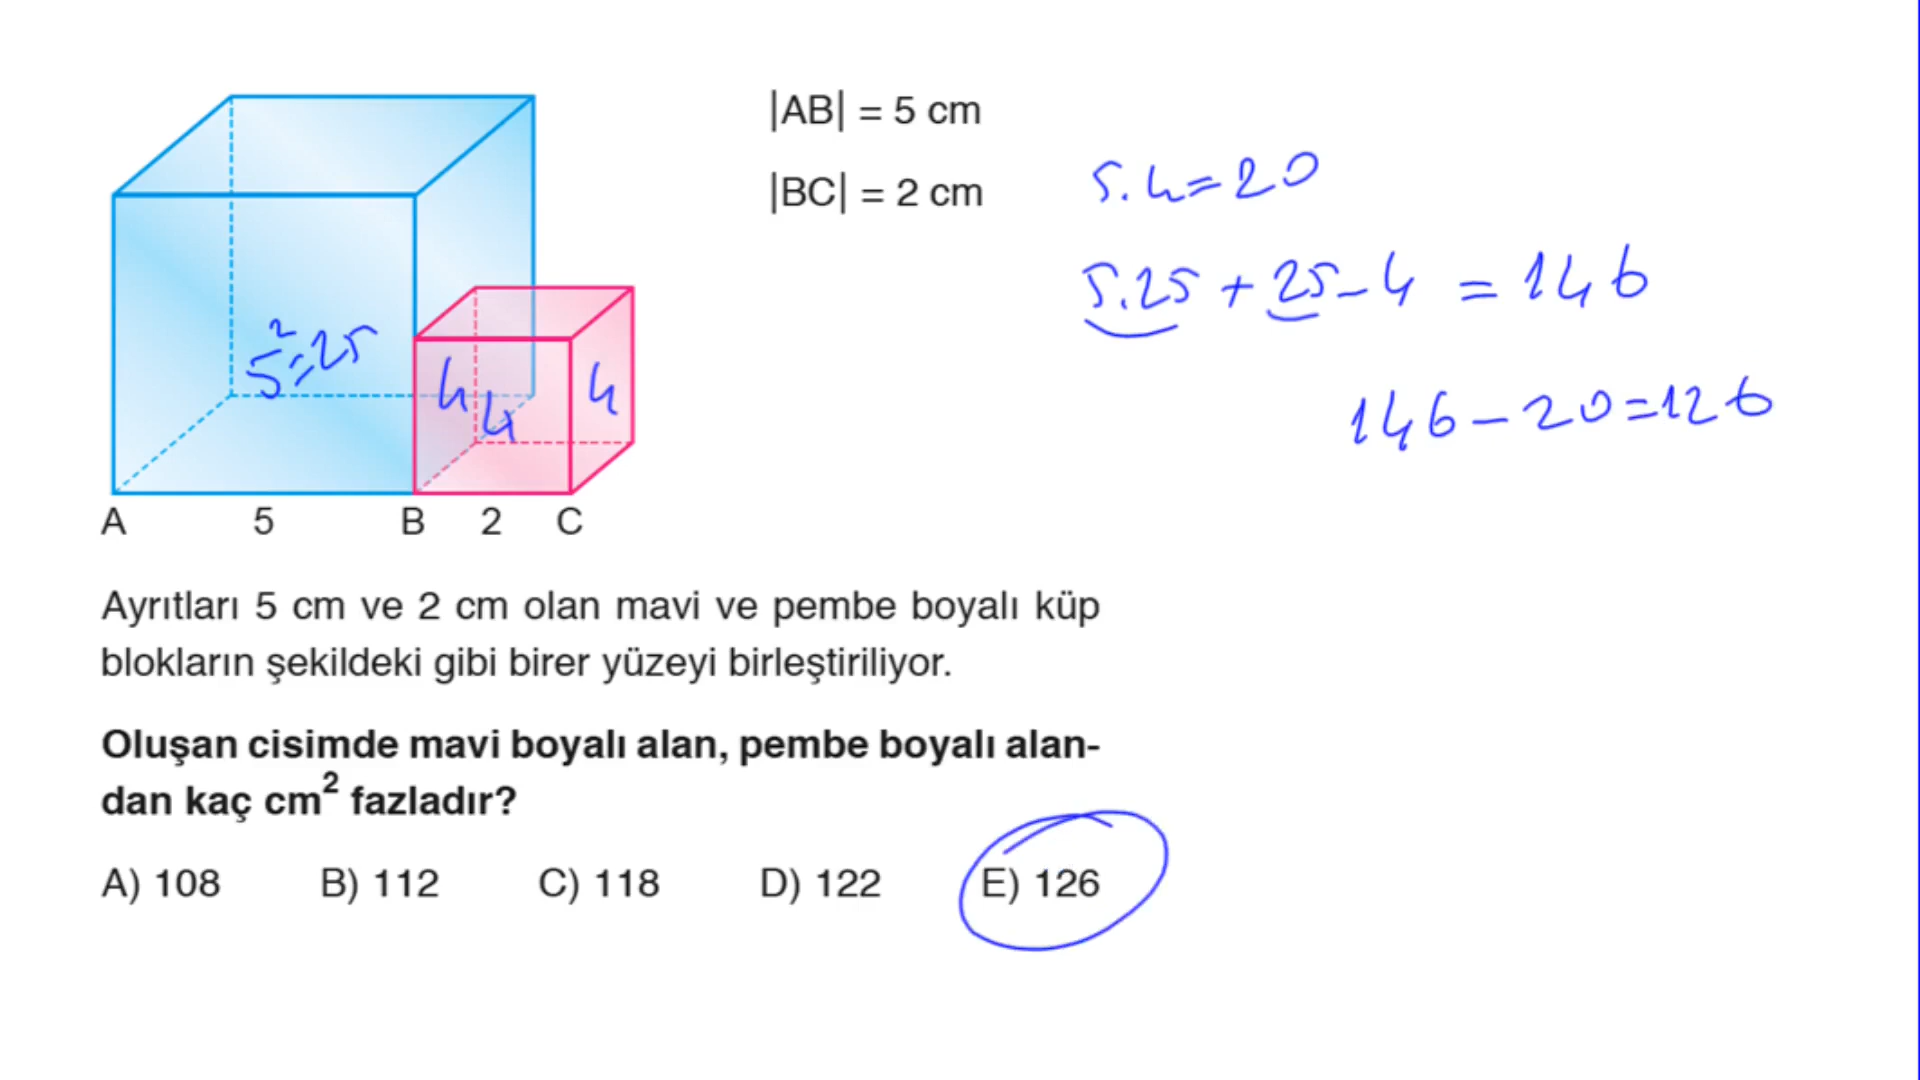 |AB| = 5 cm
|BC| = 2 cm
5.4=20
5.25 + 25-4 = 146
146-20=126
5²=25
4
4
4
A 5 B 2 C
Ayrıtları 5 cm ve 2 cm olan mavi ve pembe boyalı küp
blokların şekildeki gibi birer yüzeyi birleştiriliyor.
Oluşan cisimde mavi boyalı alan, pembe boyalı alan-
dan kaç cm² fazladır?
A) 108 B) 112 C) 118 D) 122 E) 126